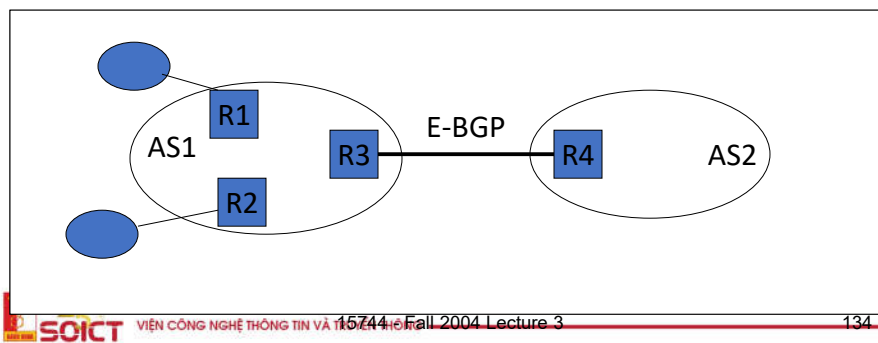 R1
E-BGP
AS1
R3
R4
AS2
R2
SOICT VIỆN CÔNG NGHỆ THÔNG TIN VÀ TRUYỀN THÔNG 15744 Fall 2004 Lecture 3 134